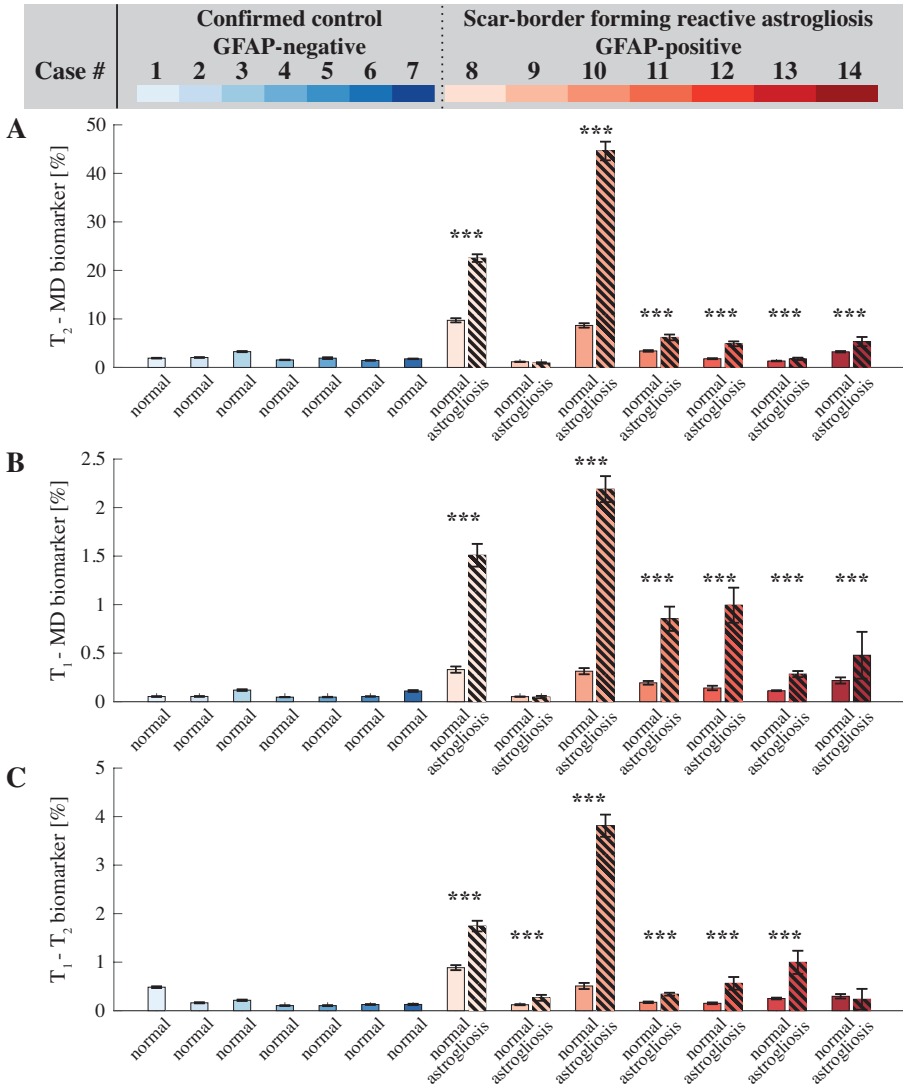 Confirmed control
GFAP-negative
Scar-border forming reactive astrogliosis
GFAP-positive
Case # 1 2 3 4 5 6 7 8 9 10 11 12 13 14
A
T2 - MD biomarker [%]
50
40
30
20
10
0
*** *** *** *** *** ***
normal normal normal normal normal normal normal normal astrogliosis normal astrogliosis normal astrogliosis normal astrogliosis normal astrogliosis normal astrogliosis normal astrogliosis
B
T1 - MD biomarker [%]
2.5
2
1.5
1
0.5
0
*** *** *** *** *** ***
normal normal normal normal normal normal normal normal astrogliosis normal astrogliosis normal astrogliosis normal astrogliosis normal astrogliosis normal astrogliosis normal astrogliosis
C
T1 - T2 biomarker [%]
5
4
3
2
1
0
*** *** *** *** *** ***
normal normal normal normal normal normal normal normal astrogliosis normal astrogliosis normal astrogliosis normal astrogliosis normal astrogliosis normal astrogliosis normal astrogliosis